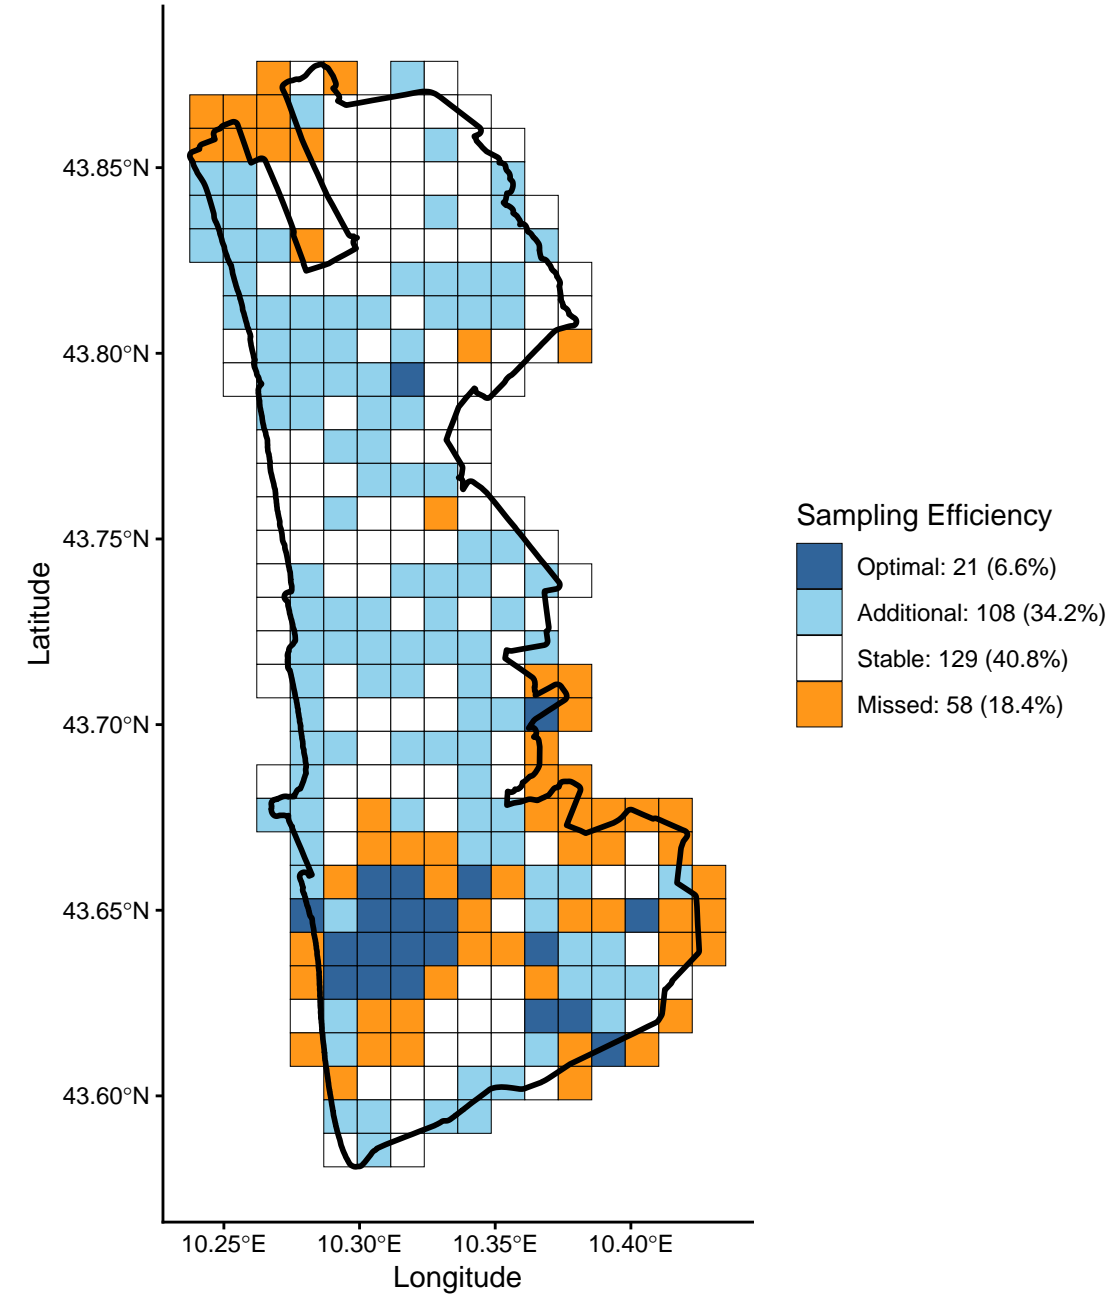 43.85°N
43.80°N
43.75°N
43.70°N
43.65°N
43.60°N
Latitude
10.25°E
10.30°E
10.35°E
10.40°E
Longitude
Sampling Efficiency
Optimal: 21 (6.6%)
Additional: 108 (34.2%)
Stable: 129 (40.8%)
Missed: 58 (18.4%)